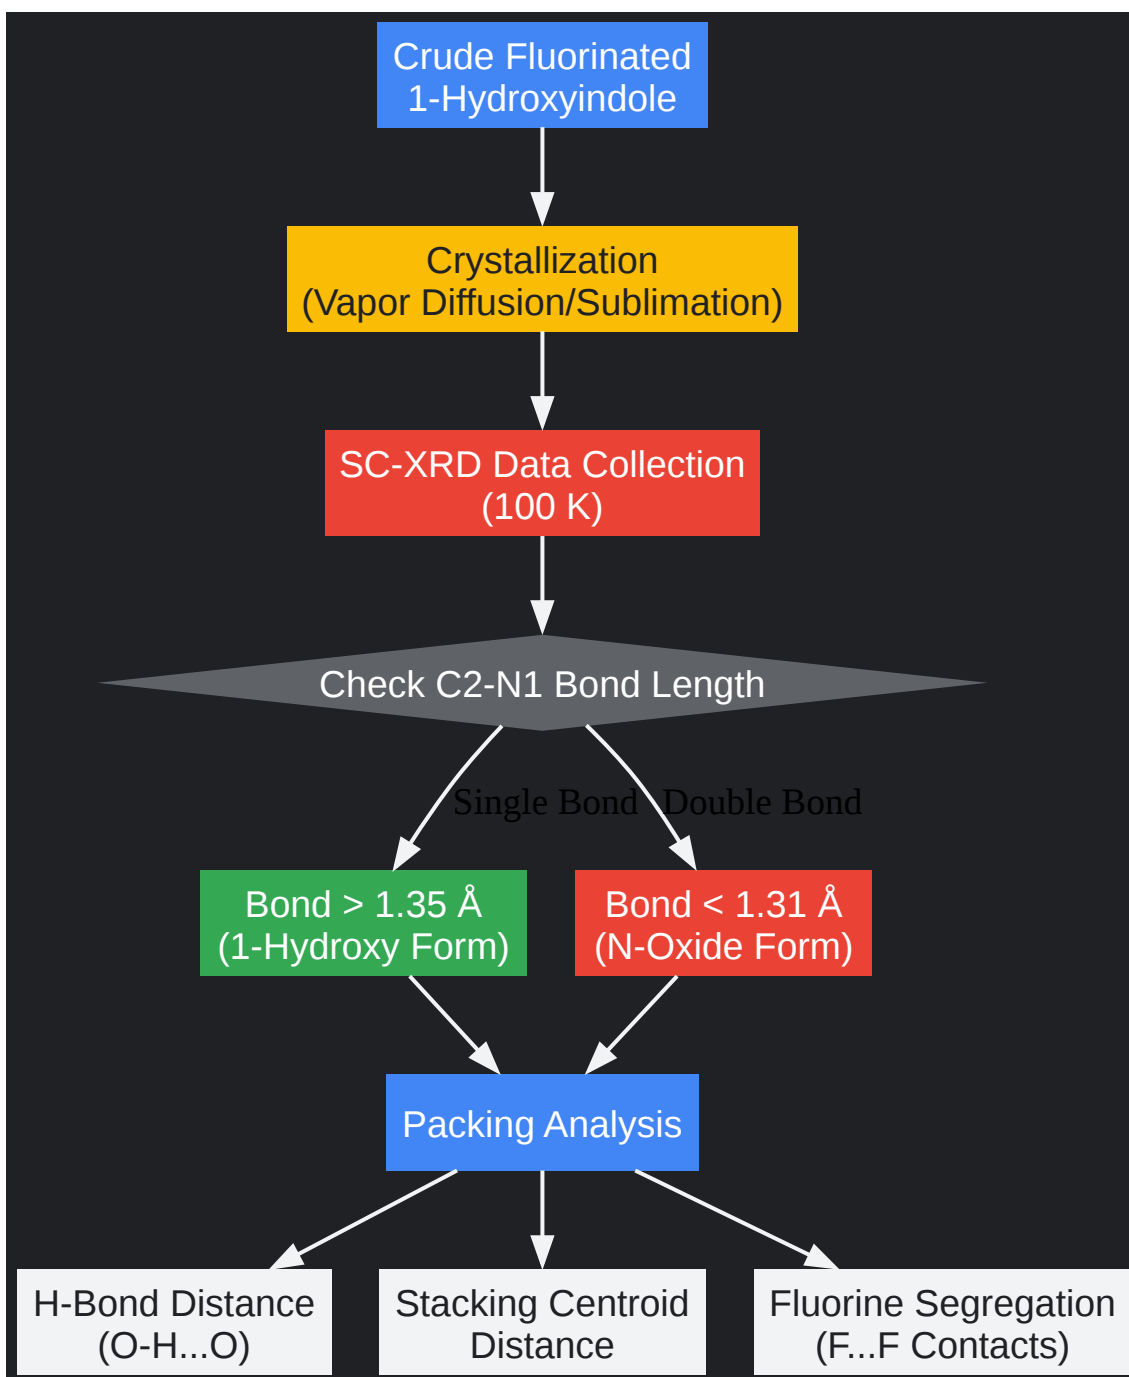 Crude Fluorinated
1-Hydroxyindole
Crystallization
(Vapor Diffusion/Sublimation)
SC-XRD Data Collection
(100 K)
Check C2-N1 Bond Length
Single Bond
Double Bond
Bond > 1.35 Å
(1-Hydroxy Form)
Bond < 1.31 Å
(N-Oxide Form)
Packing Analysis
H-Bond Distance
(O-H...O)
Stacking Centroid
Distance
Fluorine Segregation
(F...F Contacts)